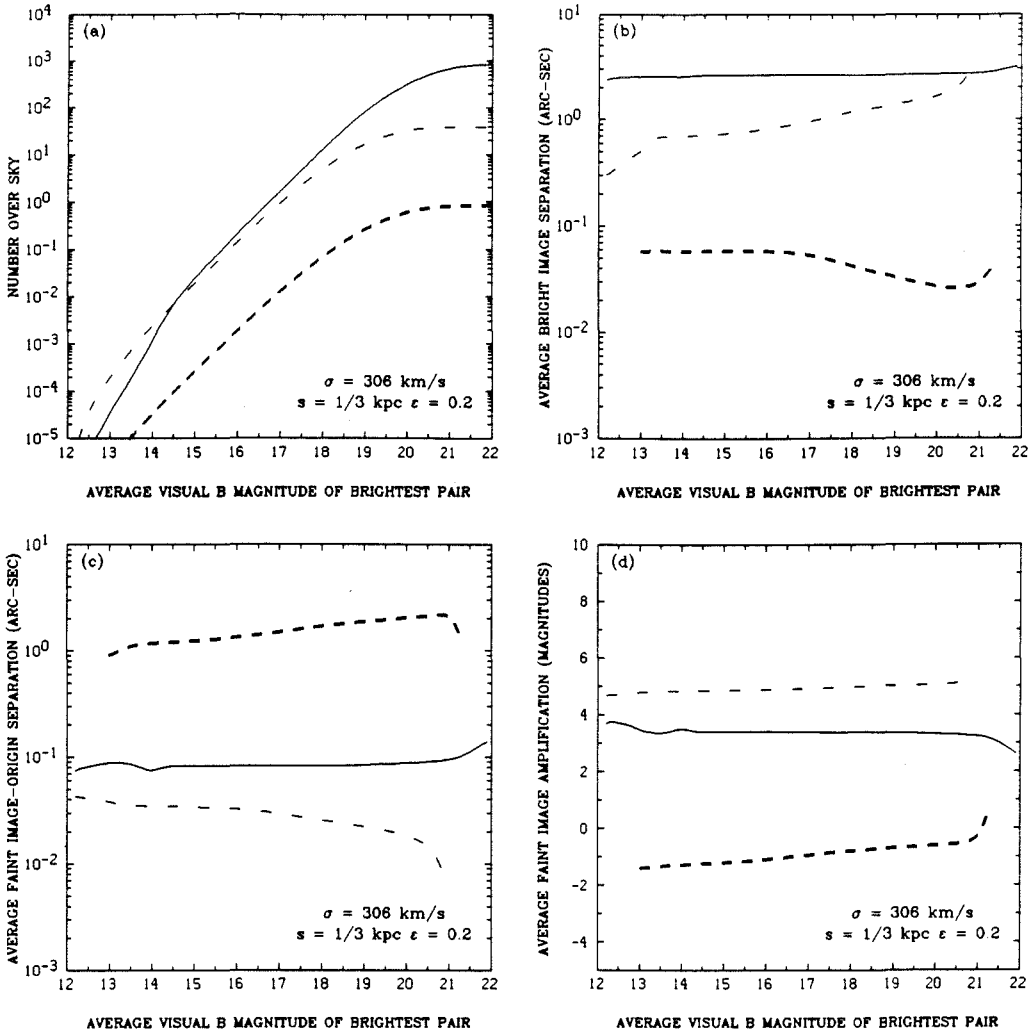 (a)
NUMBER OVER SKY
10^3
10^2
10^1
10^0
10^-1
10^-2
10^-3
10^-4
10^-5
σ = 306 km/s
s = 1/3 kpc ε = 0.2
12 13 14 15 16 17 18 19 20 21 22
AVERAGE VISUAL B MAGNITUDE OF BRIGHTEST PAIR
(b)
AVERAGE BRIGHT IMAGE SEPARATION (ARC-SEC)
10^1
10^0
10^-1
10^-2
10^-3
σ = 306 km/s
s = 1/3 kpc ε = 0.2
12 13 14 15 16 17 18 19 20 21 22
AVERAGE VISUAL B MAGNITUDE OF BRIGHTEST PAIR
(c)
AVERAGE FAINT IMAGE-ORIGIN SEPARATION (ARC-SEC)
10^1
10^0
10^-1
10^-2
10^-3
σ = 306 km/s
s = 1/3 kpc ε = 0.2
12 13 14 15 16 17 18 19 20 21 22
AVERAGE VISUAL B MAGNITUDE OF BRIGHTEST PAIR
(d)
AVERAGE FAINT IMAGE AMPLIFICATION (MAGNITUDES)
10
8
6
4
2
0
-2
-4
σ = 306 km/s
s = 1/3 kpc ε = 0.2
12 13 14 15 16 17 18 19 20 21 22
AVERAGE VISUAL B MAGNITUDE OF BRIGHTEST PAIR